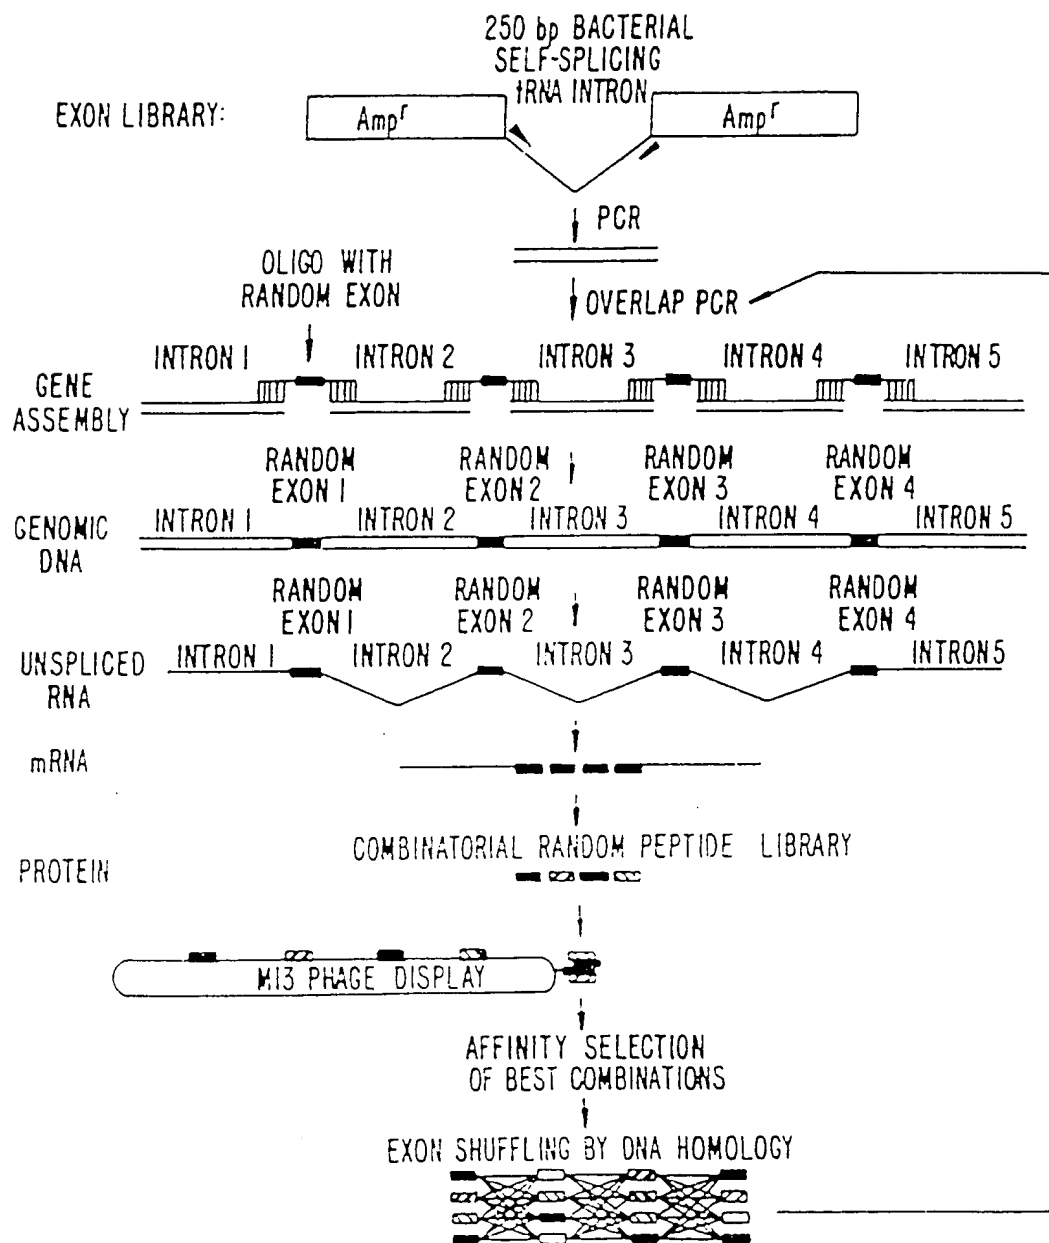 250 bp BACTERIAL
SELF-SPLICING
tRNA INTRON
EXON LIBRARY:
Ampr
Ampr
PCR
OLIGO WITH
RANDOM EXON
OVERLAP PCR
INTRON 1 INTRON 2 INTRON 3 INTRON 4 INTRON 5
GENE
ASSEMBLY
RANDOM RANDOM RANDOM RANDOM
EXON 1 EXON 2 EXON 3 EXON 4
INTRON 1 INTRON 2 INTRON 3 INTRON 4 INTRON 5
GENOMIC
DNA
RANDOM RANDOM RANDOM RANDOM
EXON 1 EXON 2 EXON 3 EXON 4
INTRON 1 INTRON 2 INTRON 3 INTRON 4 INTRON 5
UNSPLICED
RNA
mRNA
COMBINATORIAL RANDOM PEPTIDE LIBRARY
PROTEIN
M13 PHAGE DISPLAY
AFFINITY SELECTION
OF BEST COMBINATIONS
EXON SHUFFLING BY DNA HOMOLOGY